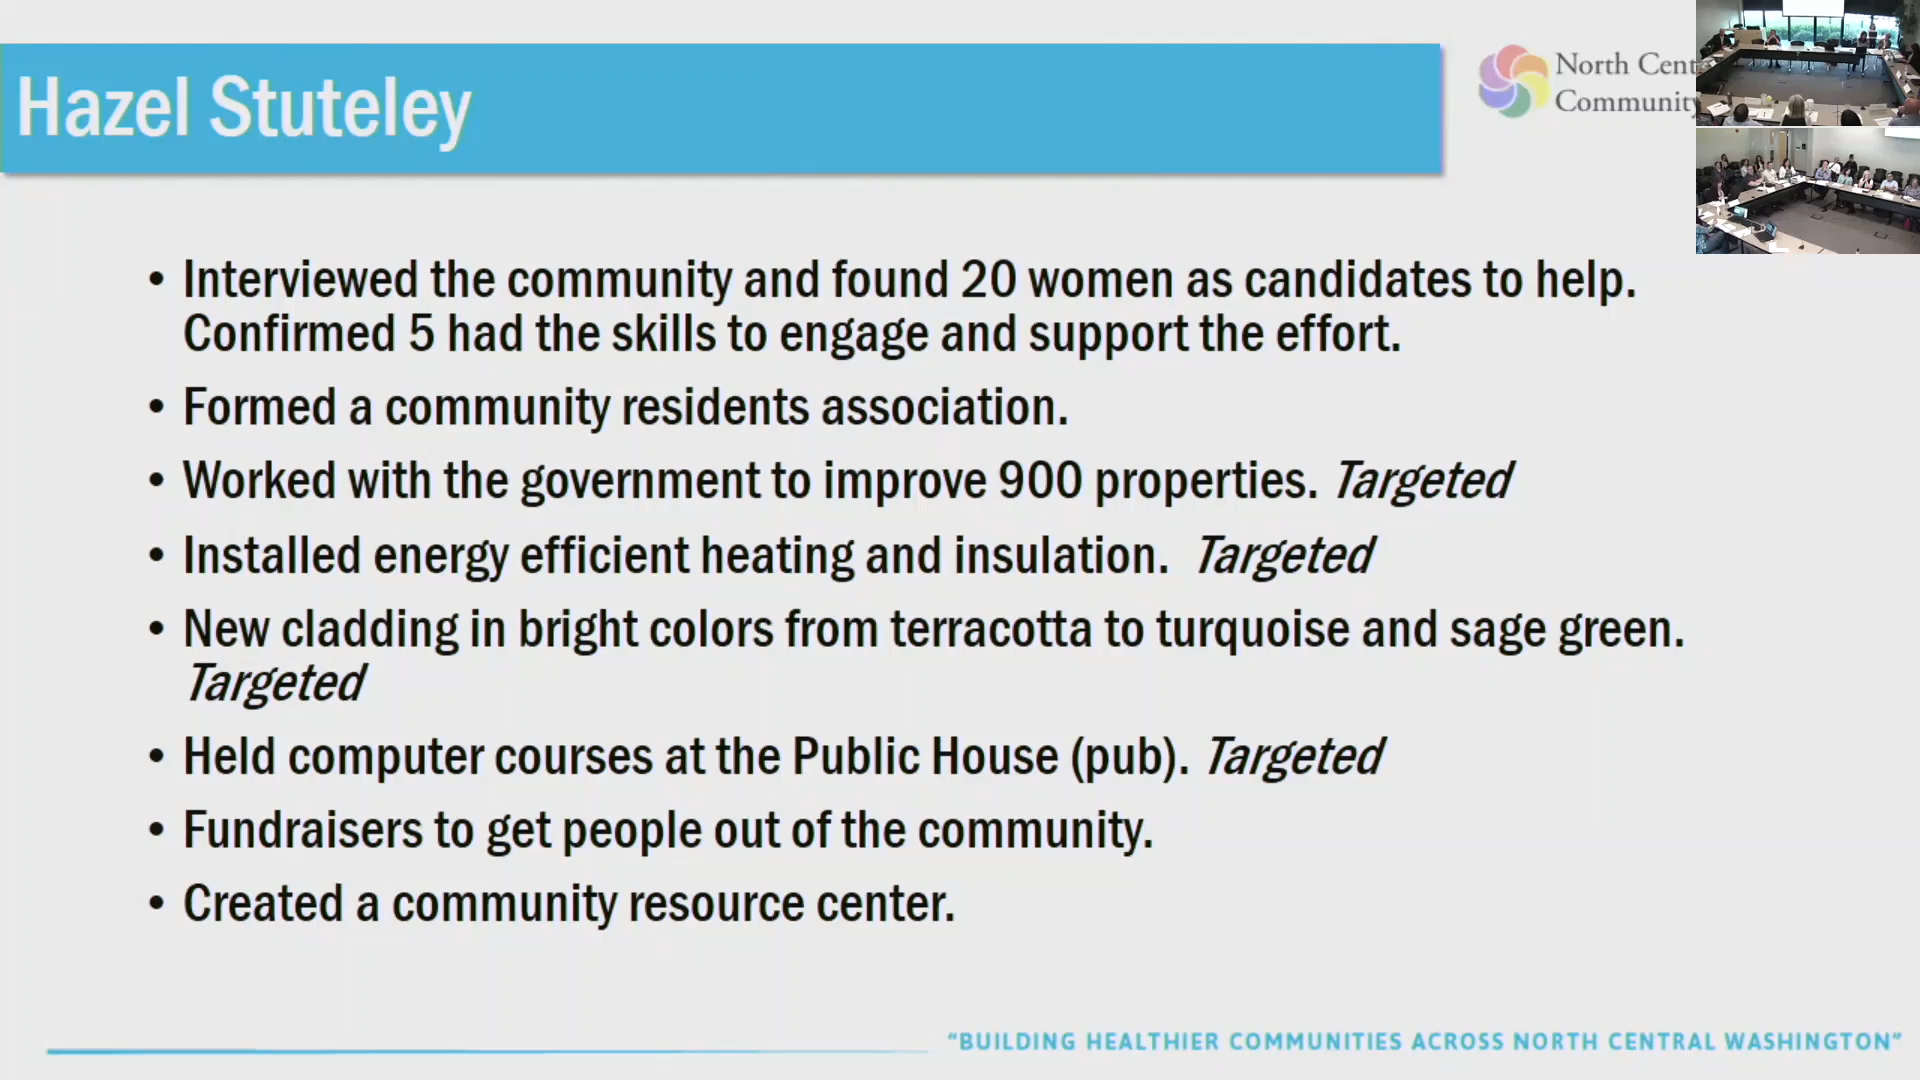 Hazel Stuteley
North Cent
Community
• Interviewed the community and found 20 women as candidates to help.
Confirmed 5 had the skills to engage and support the effort.
• Formed a community residents association.
• Worked with the government to improve 900 properties. Targeted
• Installed energy efficient heating and insulation. Targeted
• New cladding in bright colors from terracotta to turquoise and sage green.
Targeted
• Held computer courses at the Public House (pub). Targeted
• Fundraisers to get people out of the community.
• Created a community resource center.
“BUILDING HEALTHIER COMMUNITIES ACROSS NORTH CENTRAL WASHINGTON”